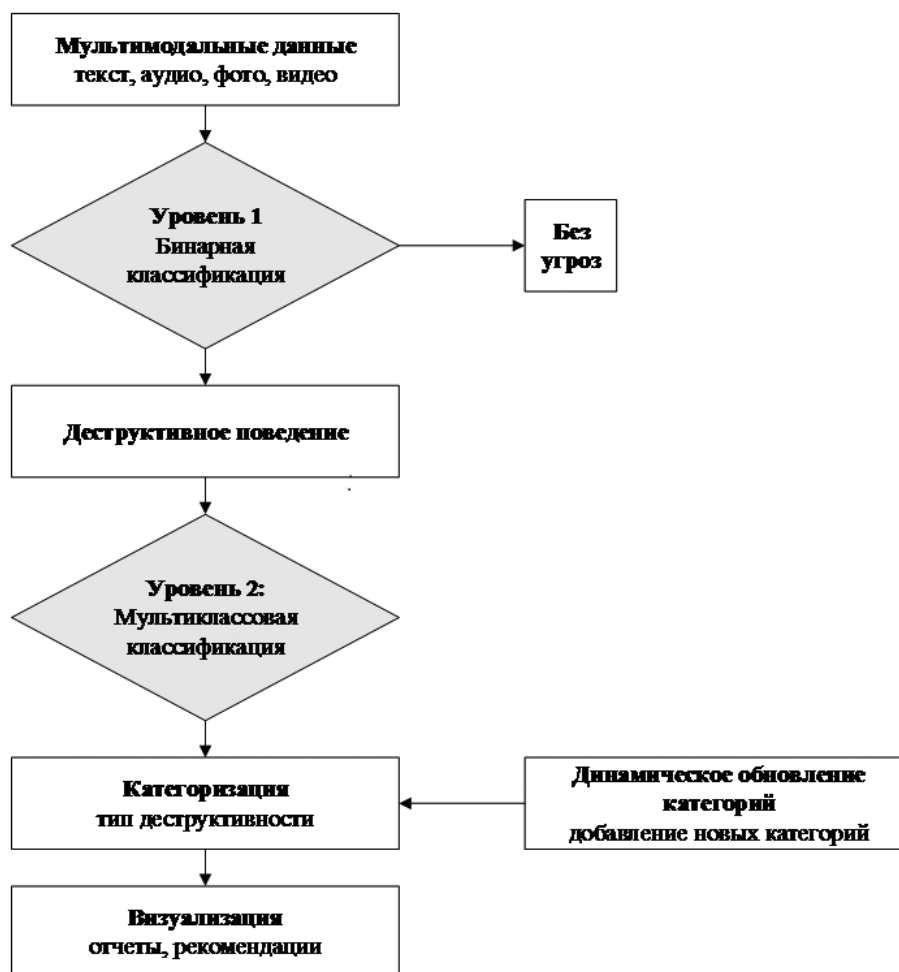 Мультимодальные данные
текст, аудио, фото, видео
Уровень 1
Бинарная
классификация
Без
угроз
Деструктивное поведение
Уровень 2:
Мультиклассовая
классификация
Категоризация
тип деструктивности
Динамическое обновление
категорий
добавление новых категорий
Визуализация
отчеты, рекомендации